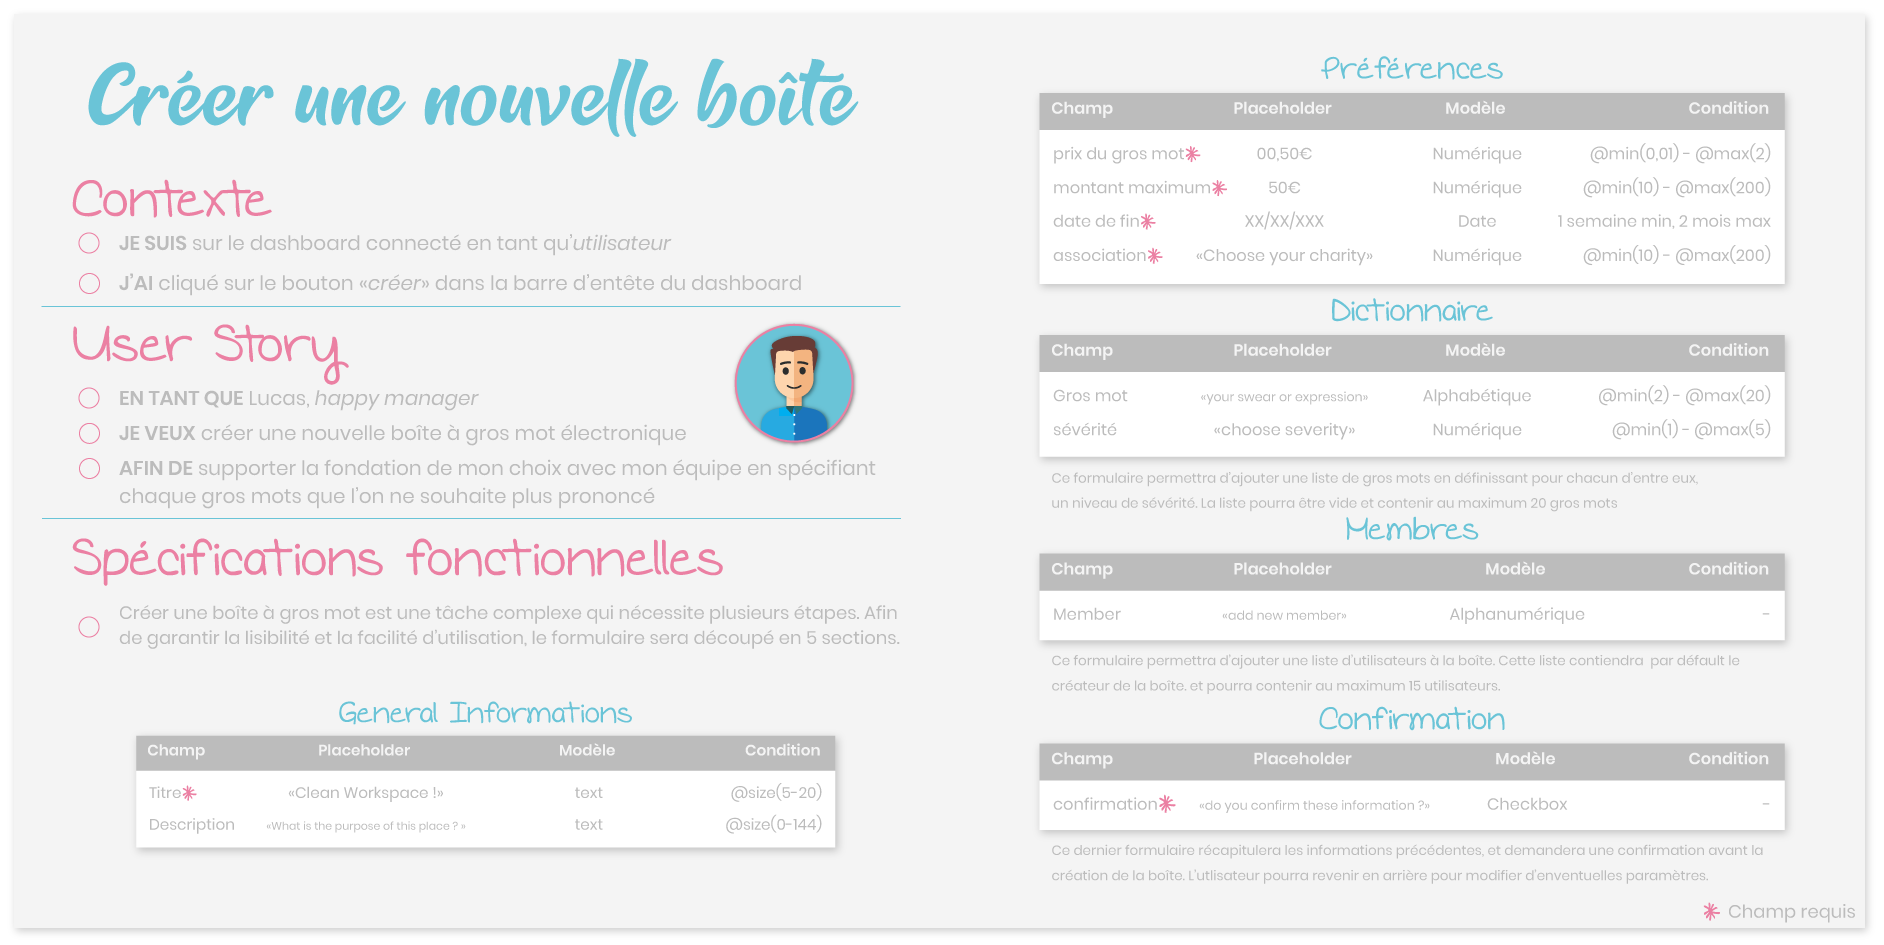 Créer une nouvelle boîte
Contexte
JE SUIS sur le dashboard connecté en tant qu'utilisateur
J'AI cliqué sur le bouton «créer» dans la barre d'entête du dashboard
User Story
EN TANT QUE Lucas, happy manager
JE VEUX créer une nouvelle boîte à gros mot électronique
AFIN DE supporter la fondation de mon choix avec mon équipe en spécifiant
chaque gros mots que l'on ne souhaite plus prononcé
Spécifications fonctionnelles
Créer une boîte à gros mot est une tâche complexe qui nécessite plusieurs étapes. Afin
de garantir la lisibilité et la facilité d'utilisation, le formulaire sera découpé en 5 sections.
General Informations
Champ Placeholder Modèle Condition
Titre* «Clean Workspace !» text @size(5-20)
Description «What is the purpose of this place ? » text @size(0-144)
Préférences
Champ Placeholder Modèle Condition
prix du gros mot* 00,50€ Numérique @min(0,01) - @max(2)
montant maximum* 50€ Numérique @min(10) - @max(200)
date de fin* XX/XX/XXX Date 1 semaine min, 2 mois max
association* «Choose your charity» Numérique @min(10) - @max(200)
Dictionnaire
Champ Placeholder Modèle Condition
Gros mot «your swear or expression» Alphabétique @min(2) - @max(20)
sévérité «choose severity» Numérique @min(1) - @max(5)
Ce formulaire permettra d'ajouter une liste de gros mots en définissant pour chacun d'entre eux,
un niveau de sévérité. La liste pourra être vide et contenir au maximum 20 gros mots
Membres
Champ Placeholder Modèle Condition
Member «add new member» Alphanumérique -
Ce formulaire permettra d'ajouter une liste d'utilisateurs à la boîte. Cette liste contiendra par défault le
créateur de la boîte. et pourra contenir au maximum 15 utilisateurs.
Confirmation
Champ Placeholder Modèle Condition
confirmation* «do you confirm these information ?» Checkbox -
Ce dernier formulaire récapitulera les informations précédentes, et demandera une confirmation avant la
création de la boîte. L'utlisateur pourra revenir en arrière pour modifier d'enventuelles paramètres.
* Champ requis